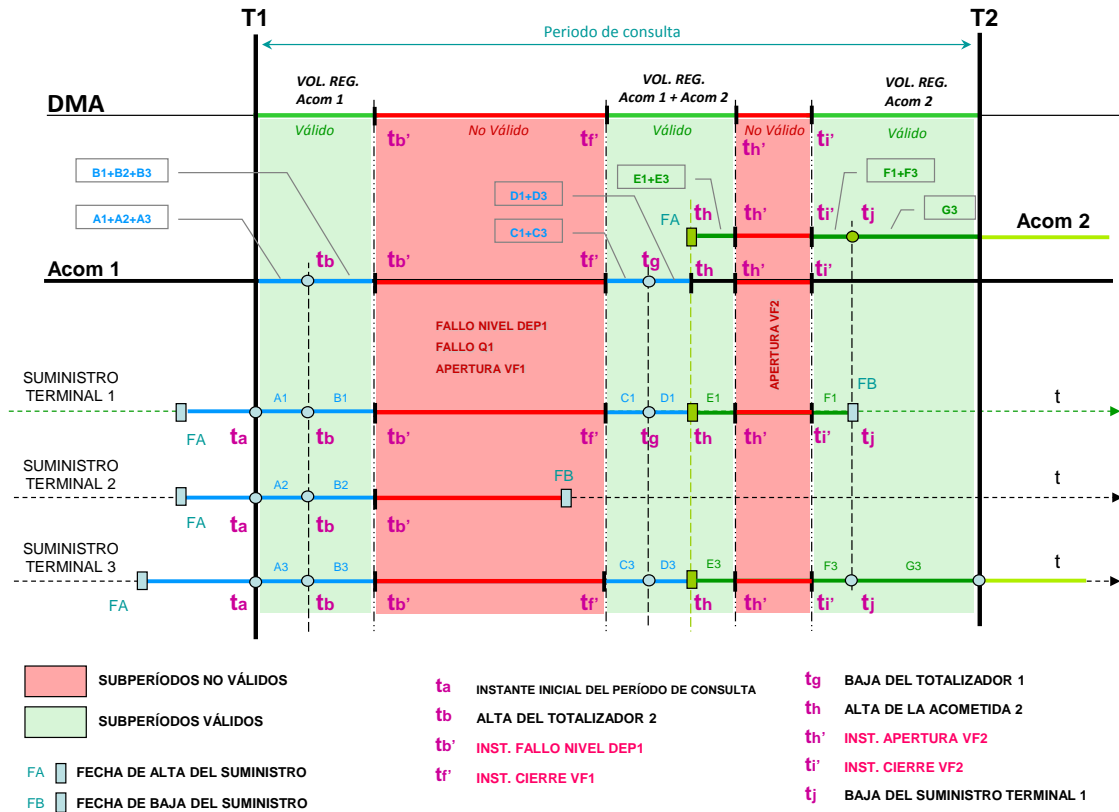 T1
T2
Periodo de consulta
VOL. REG.
Acom 1
VOL. REG.
Acom 1 + Acom 2
VOL. REG.
Acom 2
DMA
Válido
No Válido
Válido
No Válido
Válido
tb’
tf’
th’
ti’
B1+B2+B3
E1+E3
F1+F3
D1+D3
G3
A1+A2+A3
C1+C3
FA
th
th’
ti’
tj
Acom 2
Acom 1
tb
tb’
tf’
tg
th
th’
ti’
FALLO NIVEL DEP1
FALLO Q1
APERTURA VF1
APERTURA VF2
SUMINISTRO
TERMINAL 1
FB
A1
B1
C1
D1
E1
F1
t
FA
ta
tb
tb’
tf’
tg
th
th’
ti’
tj
SUMINISTRO
TERMINAL 2
FB
A2
B2
t
FA
ta
tb
tb’
SUMINISTRO
TERMINAL 3
A3
B3
C3
D3
E3
F3
G3
t
FA
ta
tb
tb’
tf’
th
th’
ti’
tj
SUBPERÍODOS NO VÁLIDOS
SUBPERÍODOS VÁLIDOS
FA FECHA DE ALTA DEL SUMINISTRO
FB FECHA DE BAJA DEL SUMINISTRO
ta INSTANTE INICIAL DEL PERÍODO DE CONSULTA
tb ALTA DEL TOTALIZADOR 2
tb’ INST. FALLO NIVEL DEP1
tf’ INST. CIERRE VF1
tg BAJA DEL TOTALIZADOR 1
th ALTA DE LA ACOMETIDA 2
th’ INST. APERTURA VF2
ti’ INST. CIERRE VF2
tj BAJA DEL SUMINISTRO TERMINAL 1